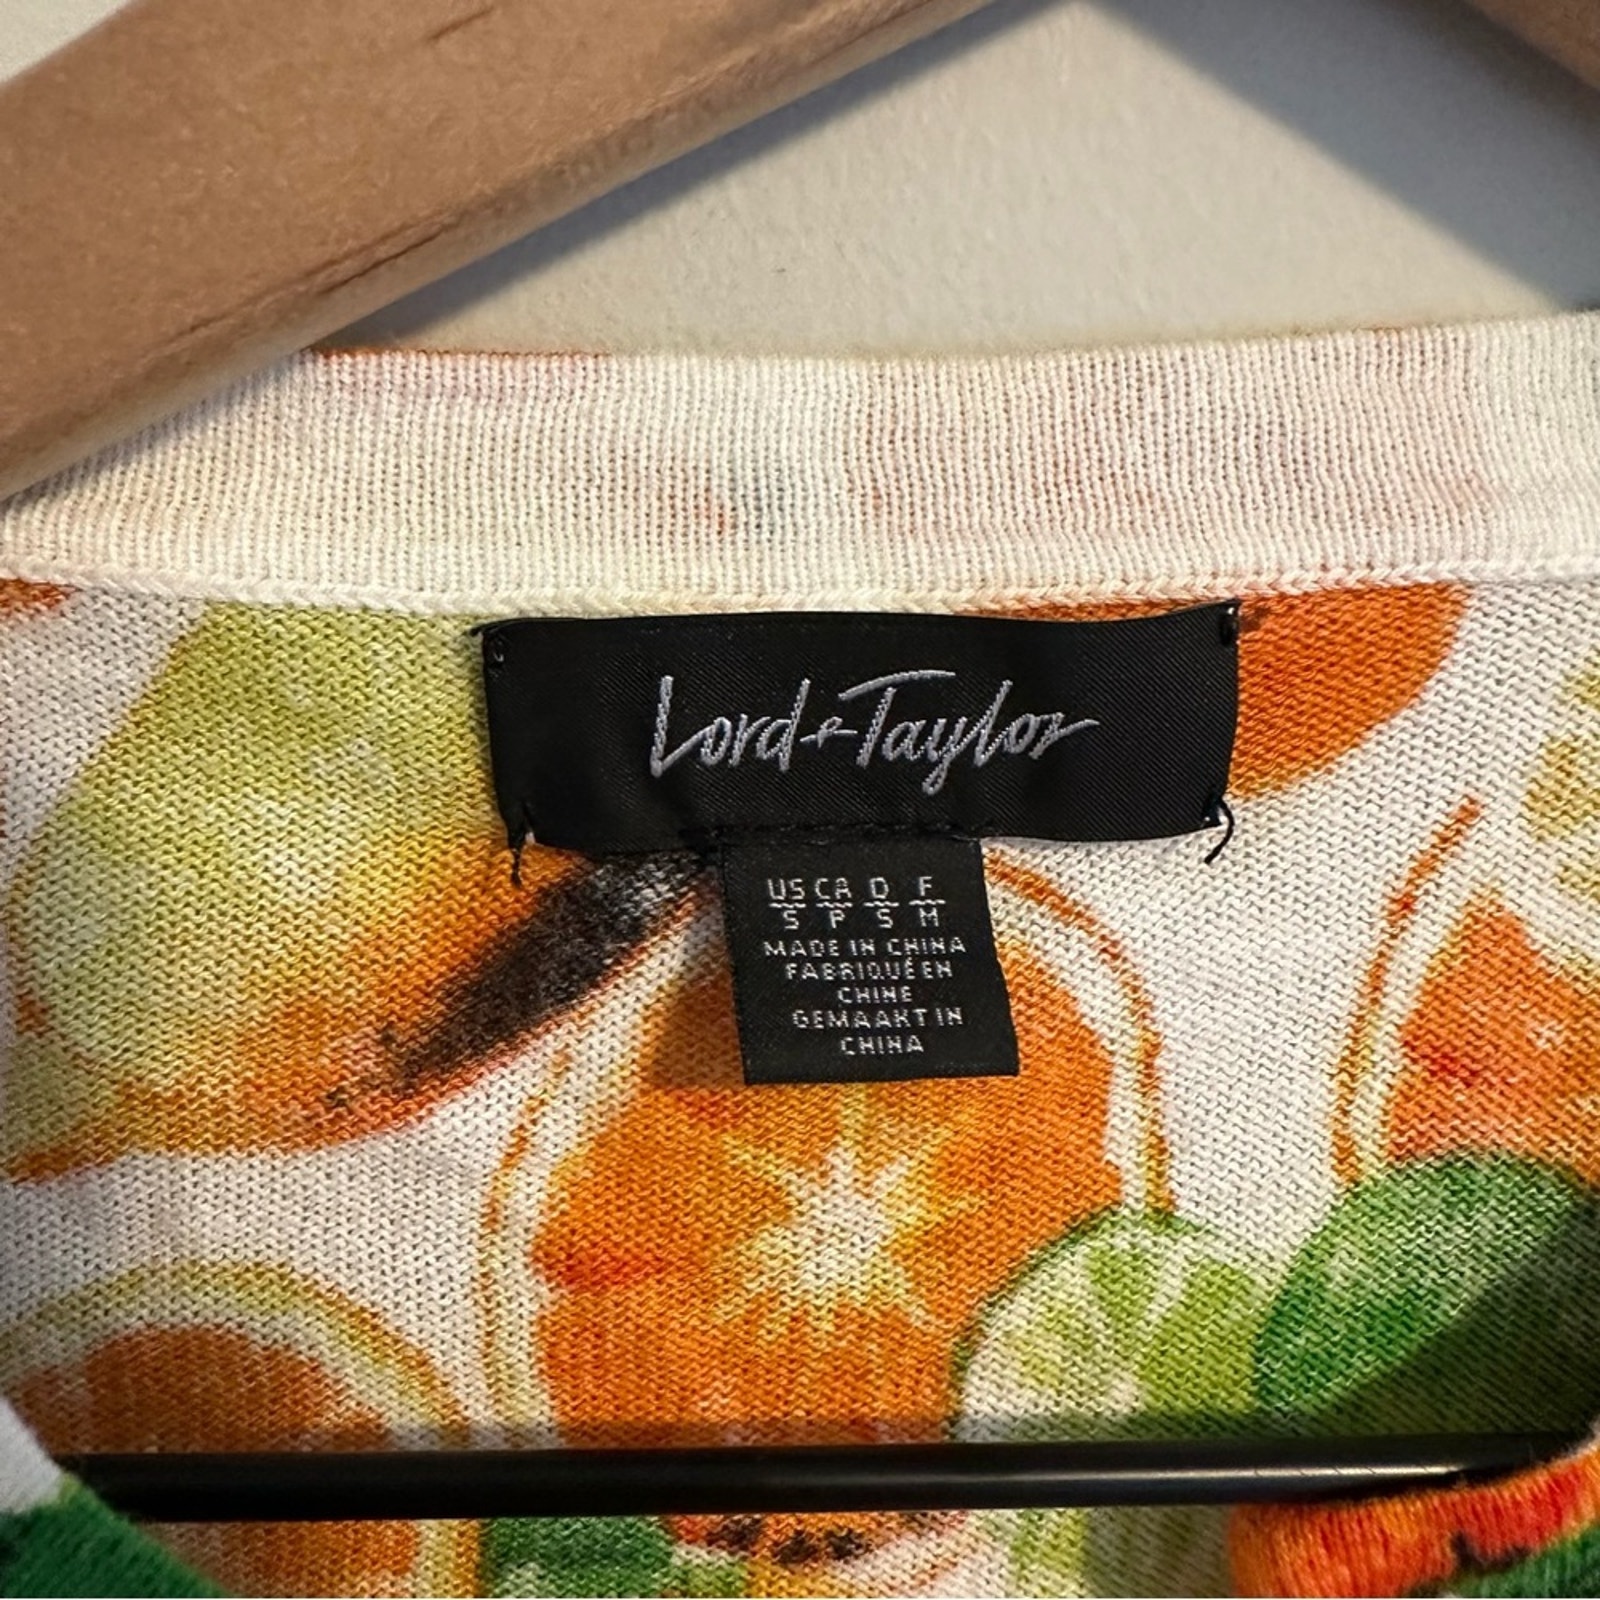 Lord + Taylor
US CA D F
S P S M
MADE IN CHINA
FABRIQUÉ EN
CHINE
GEMAAKT IN
CHINA